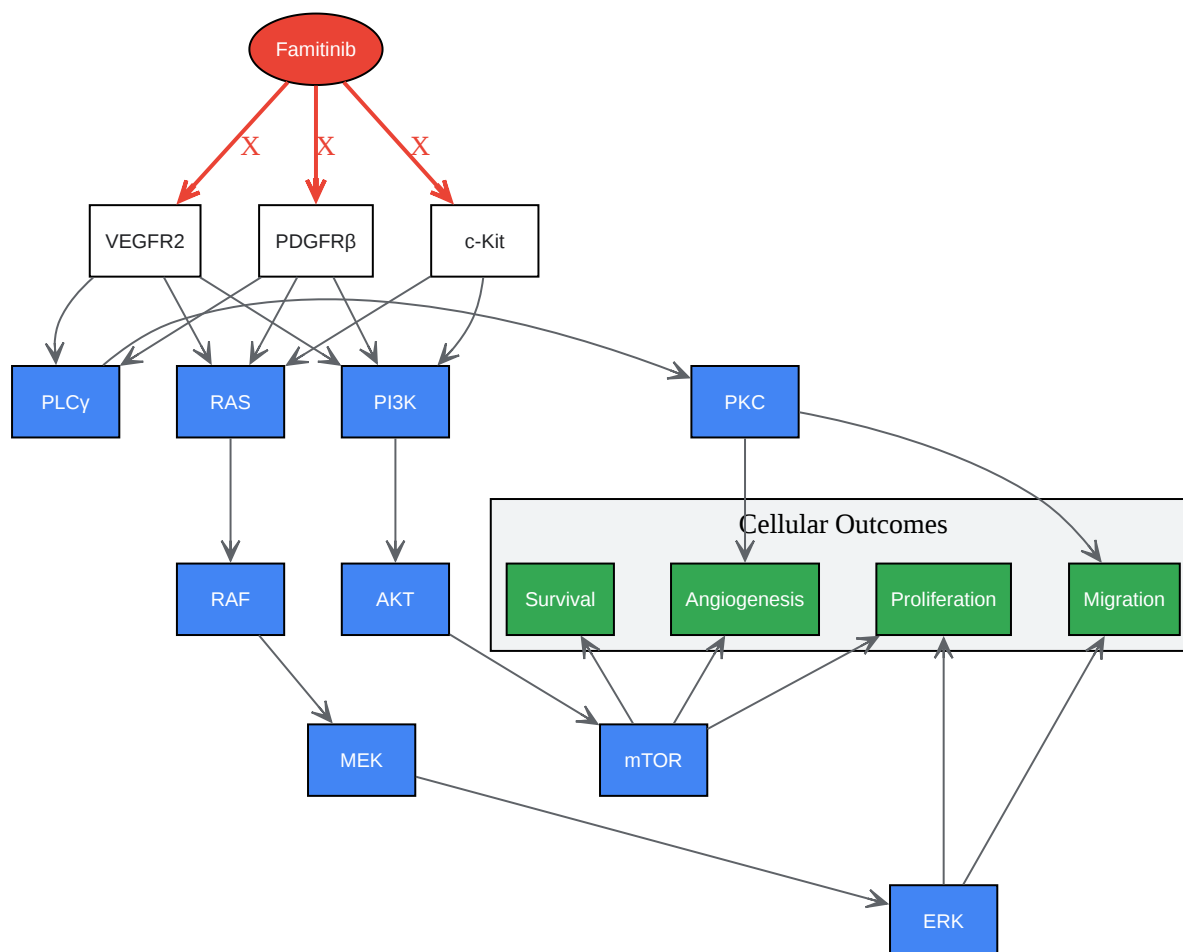 Famitinib
X
X
X
VEGFR2
PDGFRβ
c-Kit
PLCγ
RAS
PI3K
PKC
Cellular Outcomes
Survival
Angiogenesis
Proliferation
Migration
RAF
AKT
MEK
mTOR
ERK